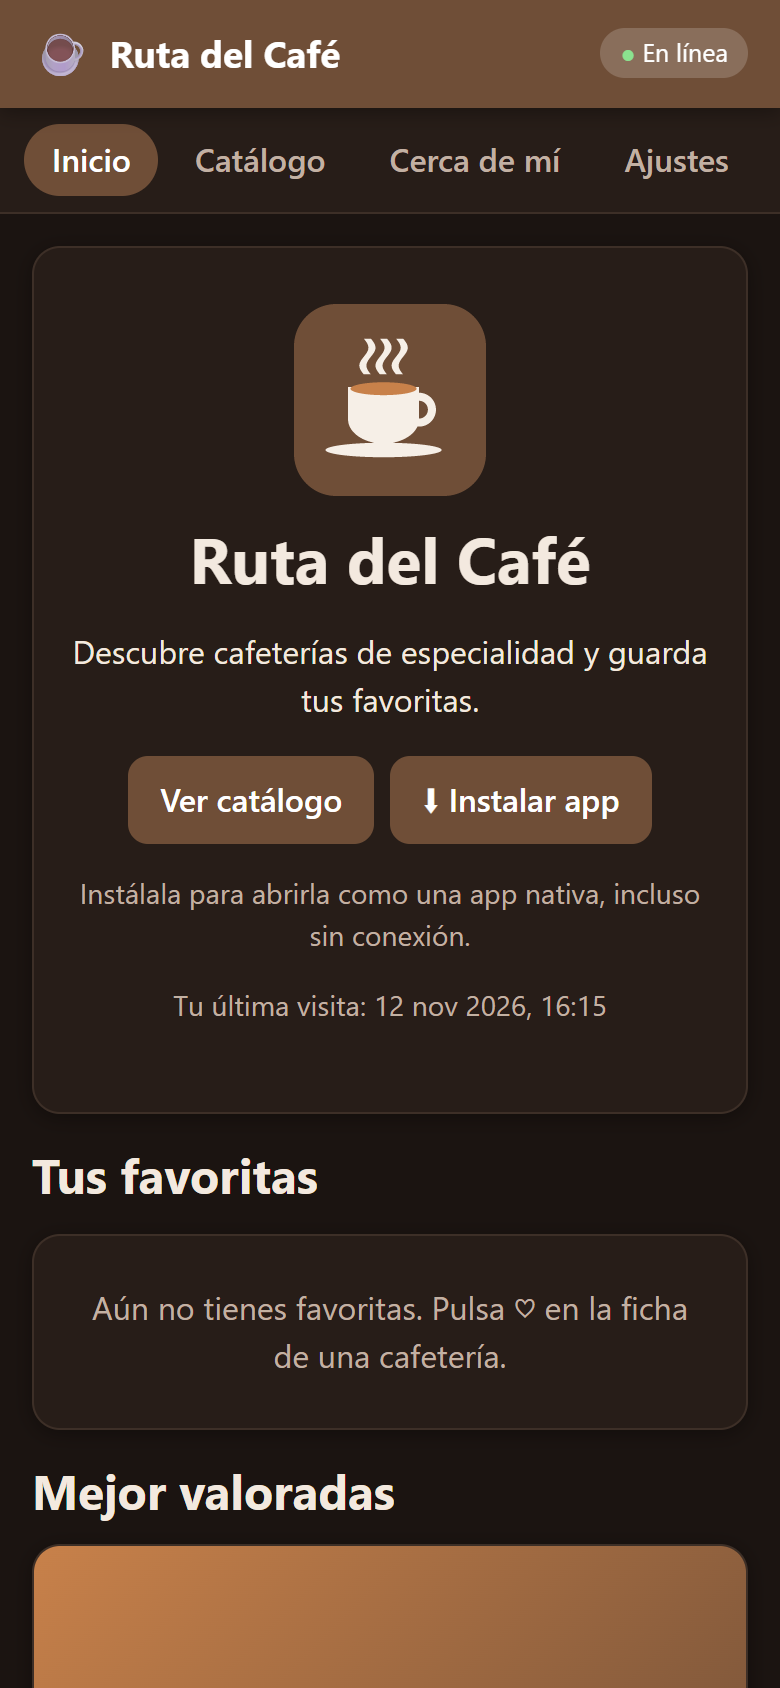 Ruta del Café
● En línea
Inicio
Catálogo
Cerca de mí
Ajustes
Ruta del Café
Descubre cafeterías de especialidad y guarda
tus favoritas.
Ver catálogo
⬇ Instalar app
Instálala para abrirla como una app nativa, incluso
sin conexión.
Tu última visita: 12 nov 2026, 16:15
Tus favoritas
Aún no tienes favoritas. Pulsa ♡ en la ficha
de una cafetería.
Mejor valoradas